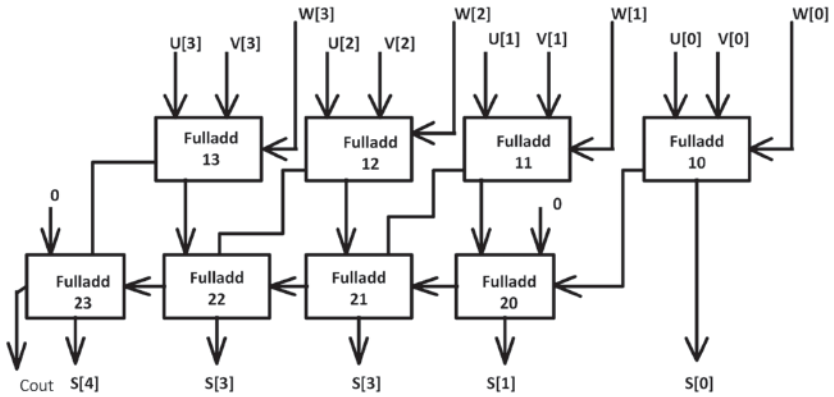 W[3] W[2] W[1] W[0]
U[3] V[3] U[2] V[2] U[1] V[1] U[0] V[0]
Fulladd 13
Fulladd 12
Fulladd 11
Fulladd 10
0
0
Fulladd 23
Fulladd 22
Fulladd 21
Fulladd 20
Cout S[4] S[3] S[3] S[1] S[0]